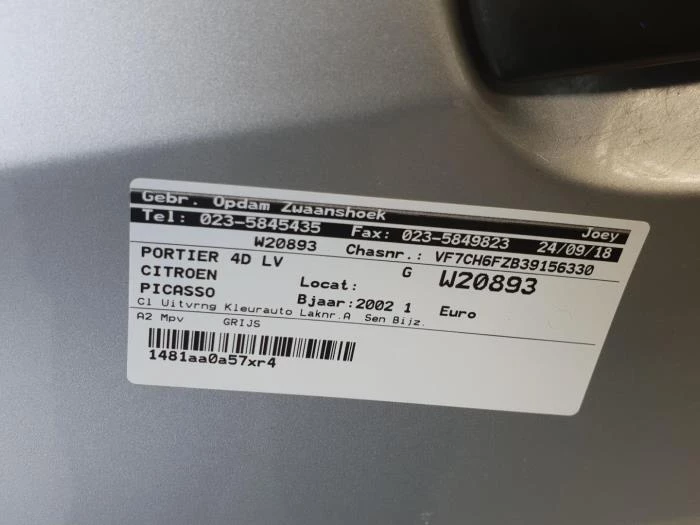 Gebr. Opdam Zwaanshoek Joey
Tel: 023-5845435 Fax: 023-5849823 24/09/18
W20893 Chasnr.: VF7CH6FZB39156330
PORTIER 4D LV G W20893
CITROEN Locat:
PICASSO Bjaar:2002 1 Euro
Cl Uitvrng Kleurauto Laknr.A Sen Bijz.
A2 Mpv GRIJS
1481aa0a57xr4